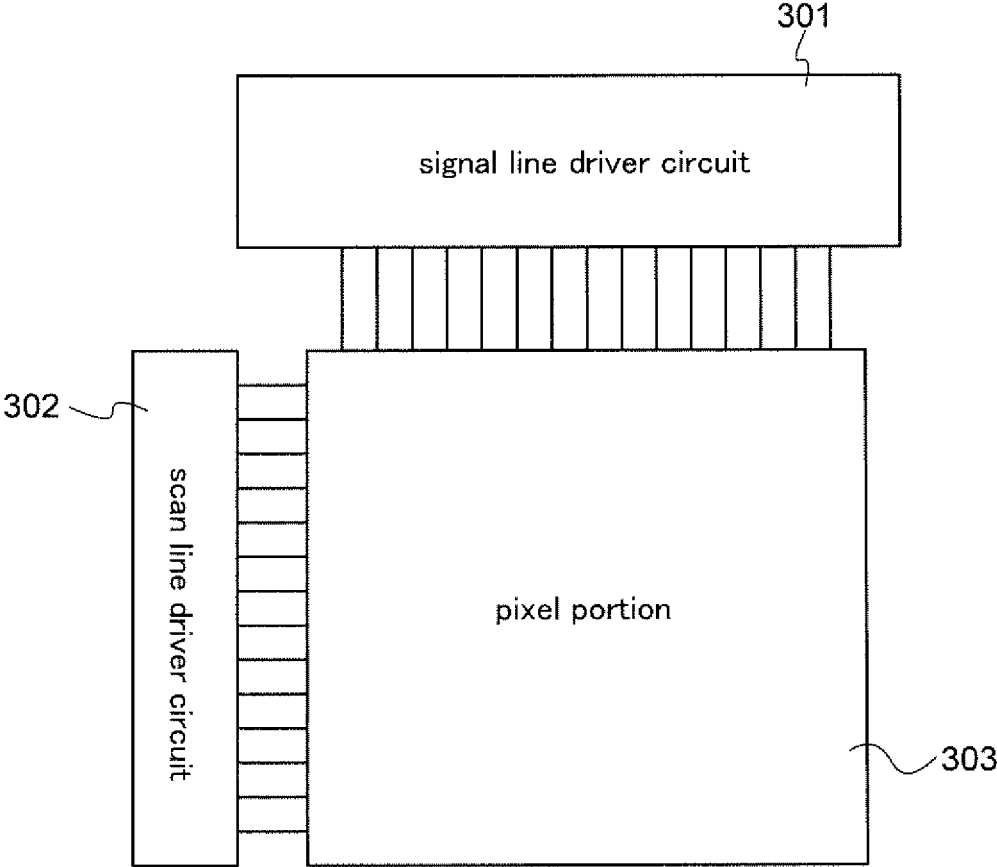 301
signal line driver circuit
302
scan line driver circuit
pixel portion
303